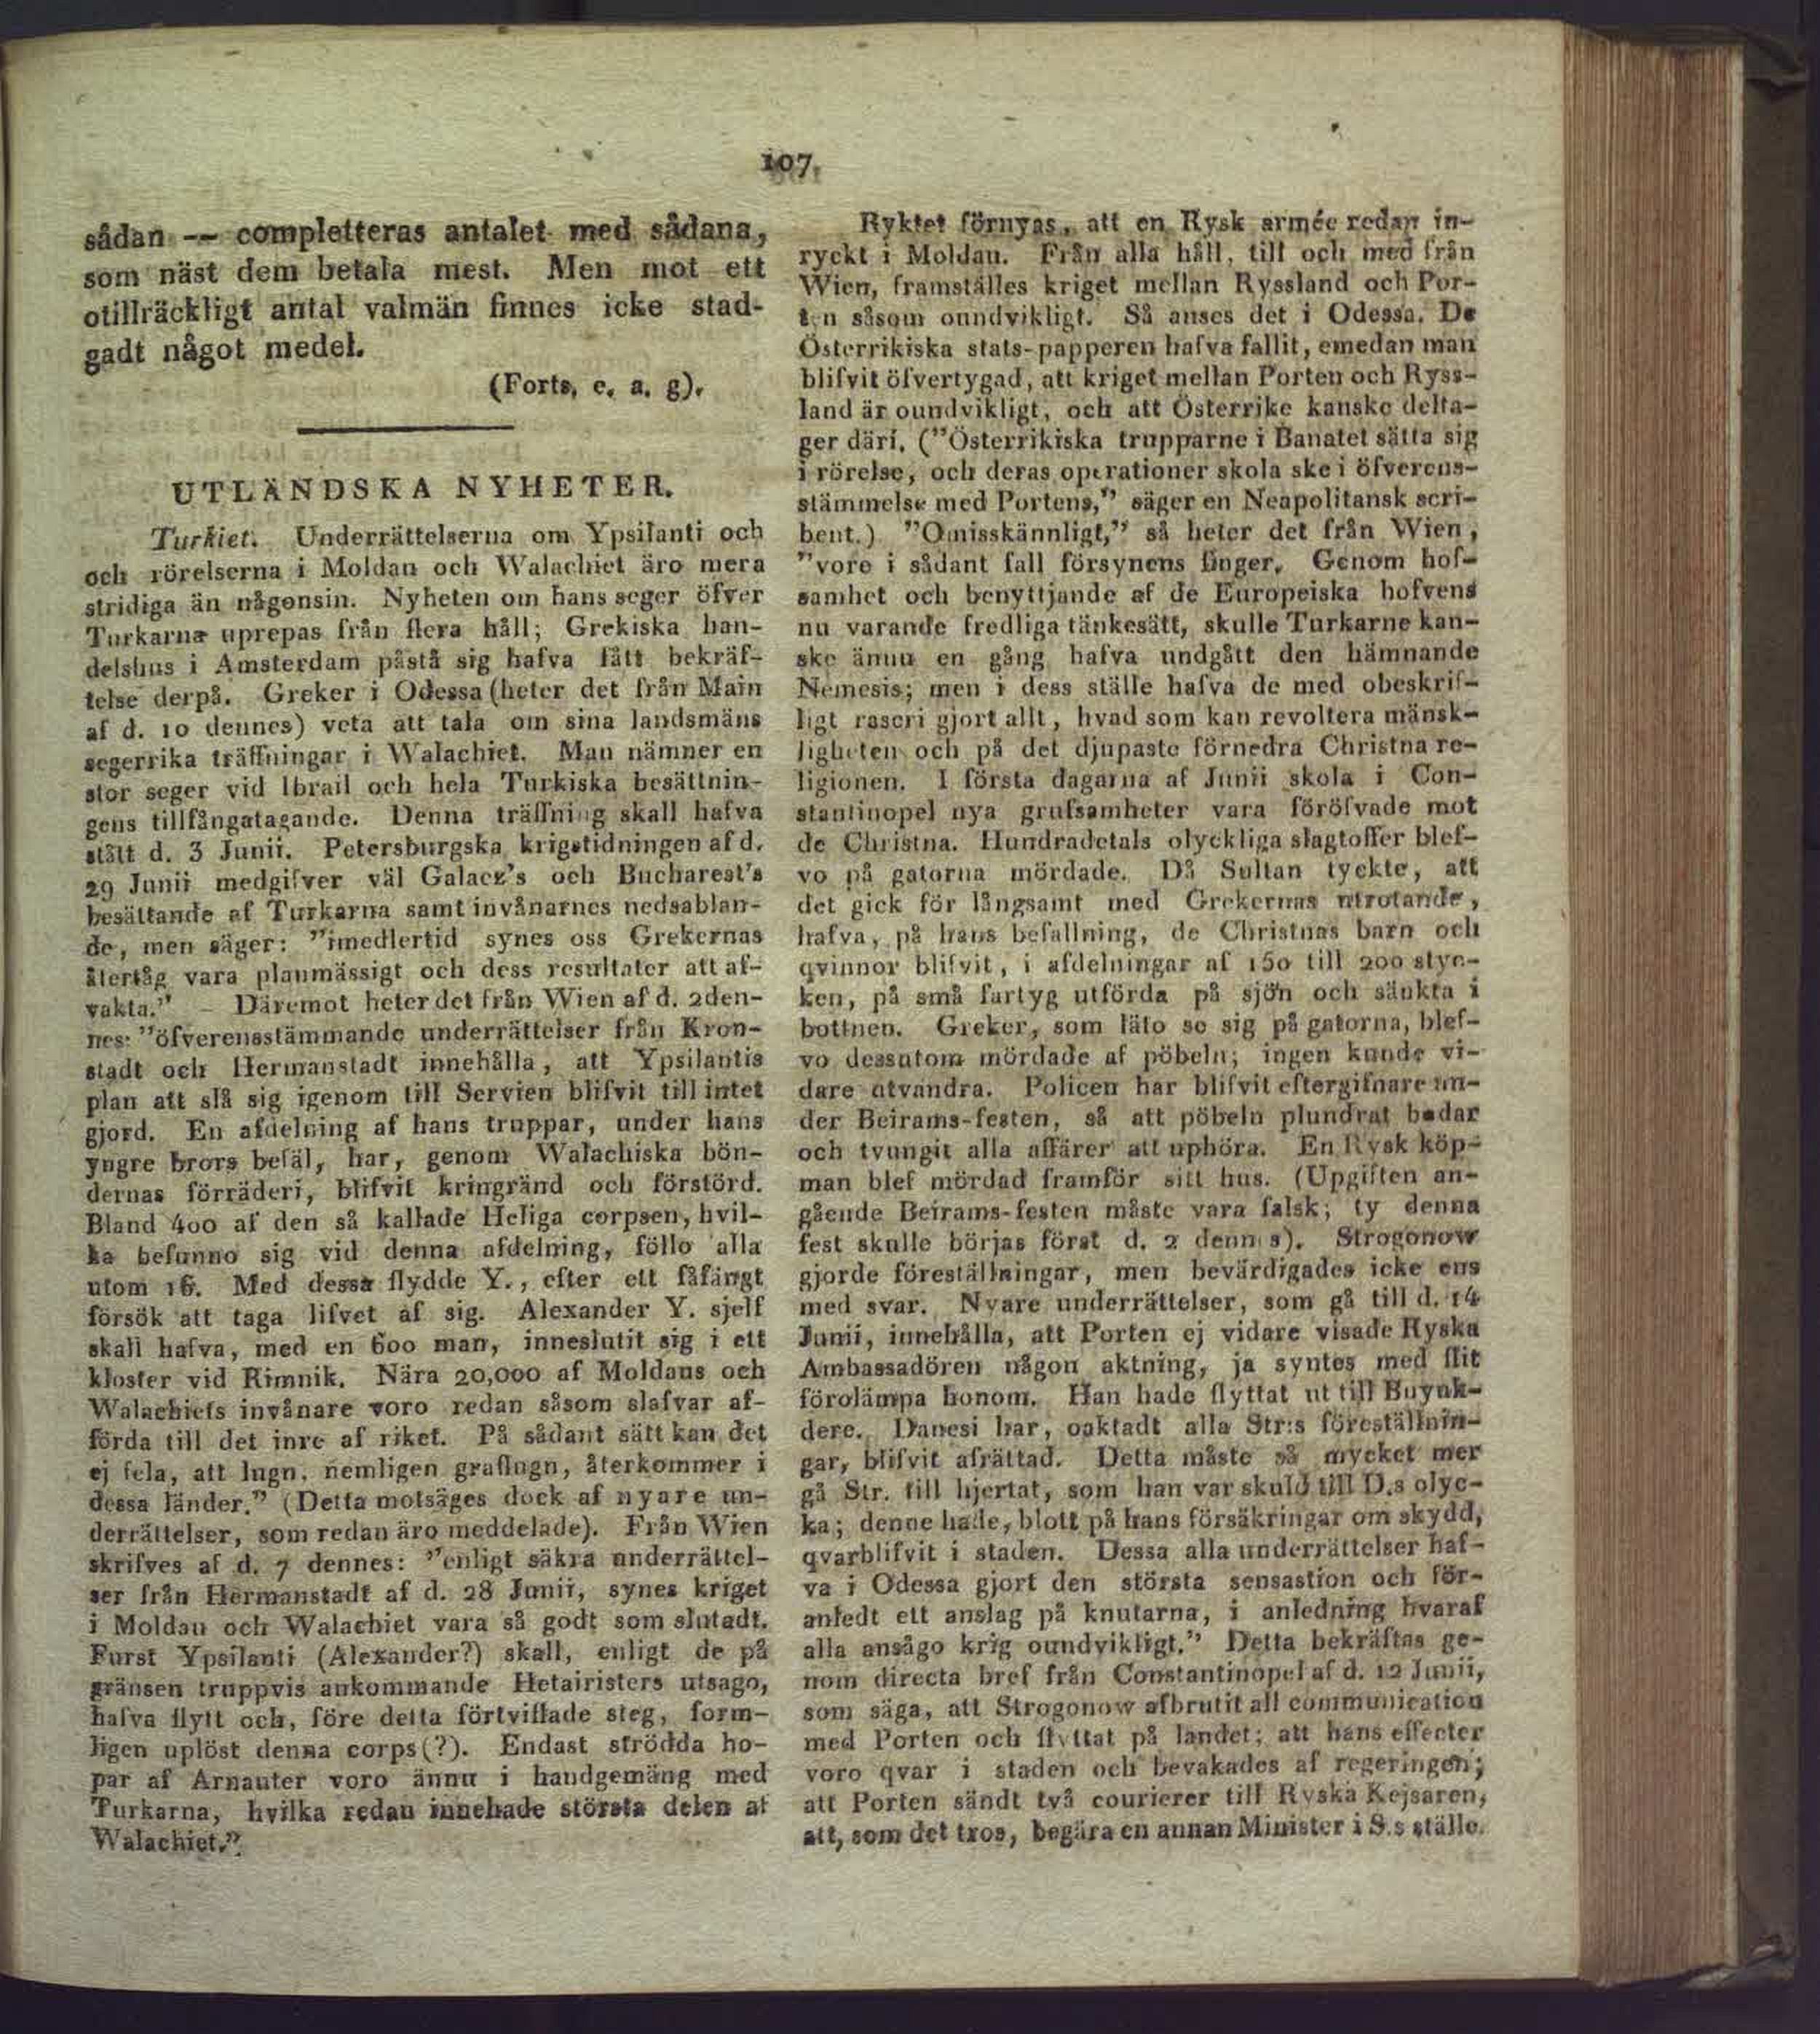 107.
sådan -- completteras antalet med sådana,
som näst dem betala mest. Men mot ett
otillräckligt antal valmän finnes icke stad-
gadt något medel.
(Forts, e. a. g).
UTLÄNDSKA NYHETER.
Turkiet. Underrättelserna om Ypsilanti och
och rörelserna i Moldau och Walachiet äro mera
stridiga än någonsin. Nyheten om hans seger öfver
Turkarna uprepas från flera håll; Grekiska han-
delshus i Amsterdam påstå sig hafva fått bekräf-
telse derpå. Greker i Odessa (heter det från Main
af d. 10 dennes) veta att tala om sina landsmäns
segerrika träffningar i Walachiet. Man nämner en
stor seger vid Ibrail och hela Turkiska besättnin-
gens tillfångatagande. Denna träffning skall hafva
stått d. 3 Junii. Petersburgska krigstidningen af d.
29 Junii medgifver väl Galacz's och Bucharest's
besättande af Turkarna samt invånarnes nedsablan-
de, men säger: "imedlertid synes oss Grekernas
återtåg vara planmässigt och dess resultater att af-
vakta." – Däremot heter det från Wien af d. 2 den-
nes: "öfverensstämmande underrättelser från Kron-
stadt och Hermanstadt innehålla, att Ypsilantis
plan att slå sig igenom till Servien blifvit till intet
gjord. En afdelning af hans truppar, under hans
yngre brors befäl, har, genom Walachiska bön-
dernas förräderi, blifvit kringränd och förstörd.
Bland 400 af den så kallade Heliga corpsen, hvil-
ka befunno sig vid denna afdelning, föllo alla
utom 16. Med dessa flydde Y., efter ett fåfängt
försök att taga lifvet af sig. Alexander Y. sjelf
skall hafva, med en 600 man, inneslutit sig i ett
kloster vid Rimnik. Nära 20,000 af Moldaus och
Walachiets invånare voro redan såsom slafvar af-
förda till det inre af riket. På sådant sätt kan det
ej fela, att lugn, nemligen graflugn, återkommer i
dessa länder." (Detta motsäges dock af nyare un-
derrättelser, som redan äro meddelade). Från Wien
skrifves af d. 7 dennes: "enligt säkra underrättel-
ser från Hermanstadt af d. 28 Junii, synes kriget
i Moldau och Walachiet vara så godt som slutadt.
Furst Ypsilanti (Alexander?) skall, enligt de på
gränsen truppvis ankommande Hetairisters utsago,
hafva flytt och, före detta förtviflade steg, form-
ligen uplöst denna corps(?). Endast strödda ho-
par af Arnauter voro ännu i handgemäng med
Turkarna, hvilka redan innehade största delen af
Walachiet."
Ryktet förnyas, att en Rysk armée redan in-
ryckt i Moldau. Från alla håll, till och med från
Wien, framställes kriget mellan Ryssland och Por-
ten såsom oundvikligt. Så anses det i Odessa. De
Österrikiska stats-papperen hafva fallit, emedan man
blifvit öfvertygad, att kriget mellan Porten och Ryss-
land är oundvikligt, och att Österrike kanske delta-
ger däri. ("Österrikiska trupparne i Banatet sätta sig
i rörelse, och deras operationer skola ske i öfverens-
stämmelse med Portens," säger en Neapolitansk scri-
bent.) "Omisskännligt," så heter det från Wien,
"vore i sådant fall försynens finger. Genom hof-
samhet och benyttjande af de Europeiska hofvens
nu varande fredliga tänkesätt, skulle Turkarne kan-
ske ännu en gång hafva undgått den hämnande
Nemesis; men i dess ställe hafva de med obeskrif-
ligt raseri gjort allt, hvad som kan revoltera mänsk-
ligheten och på det djupaste förnedra Christna re-
ligionen. I första dagarna af Junii skola i Con-
stantinopel nya grufsamheter vara föröfvade mot
de Christna. Hundradetals olyckliga slagtoffer blef-
vo på gatorna mördade. Då Sultan tyckte, att
det gick för långsamt med Grekernas utrotande,
hafva, på hans befallning, de Christnas barn och
qvinnor blifvit, i afdelningar af 150 till 200 styc-
ken, på små fartyg utförda på sjön och sänkta i
bottnen. Greker, som läto se sig på gatorna, blef-
vo dessutom mördade af pöbeln; ingen kunde vi-
dare utvandra. Policen har blifvit eftergifnare un-
der Beirams-festen, så att pöbeln plundrat bodar
och tvungit alla affärer att uphöra. En Rysk köp-
man blef mördad framför sitt hus. (Upgiften an-
gående Beirams-festen måste vara falsk; ty denna
fest skulle börjas först d. 2 dennes). Strogonow
gjorde föreställningar, men bevärdigades icke ens
med svar. Nyare underrättelser, som gå till d. 14
Junii, innehålla, att Porten ej vidare visade Ryska
Ambassadören någon aktning, ja syntes med flit
förolämpa honom. Han hade flyttat ut till Buyuk-
dere. Danesi har, oaktadt alla Str:s föreställnin-
gar, blifvit afrättad. Detta måste så mycket mer
gå Str. till hjertat, som han var skuld till D.s olyc-
ka; denne hade, blott på hans försäkringar om skydd,
qvarblifvit i staden. Dessa alla underrättelser haf-
va i Odessa gjort den största sensastion och för-
anledt ett anslag på knutarna, i anledning hvaraf
alla ansågo krig oundvikligt." Detta bekräftas ge-
nom directa bref från Constantinopel af d. 12 Junii,
som säga, att Strogonow afbrutit all communication
med Porten och flyttat på landet; att hans effecter
voro qvar i staden och bevakades af regeringen;
att Porten sändt två courierer till Ryska Kejsaren,
att, som det tros, begära en annan Minister i S.s ställe.